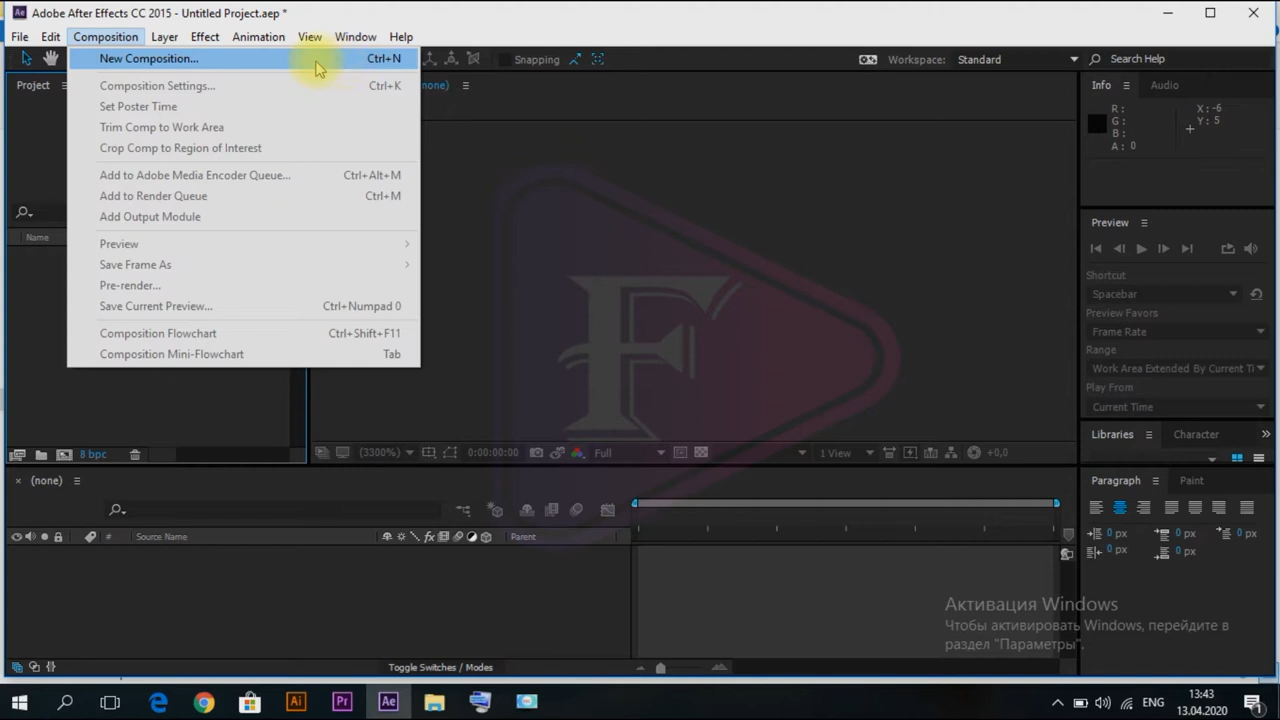 Adobe After Effects CC 2015 - Untitled Project.aep *
File Edit Composition Layer Effect Animation View Window Help
New Composition... Ctrl+N
Composition Settings... Ctrl+K
Set Poster Time
Trim Comp to Work Area
Crop Comp to Region of Interest
Add to Adobe Media Encoder Queue... Ctrl+Alt+M
Add to Render Queue Ctrl+M
Add Output Module
Preview
Save Frame As
Pre-render...
Save Current Preview... Ctrl+Numpad 0
Composition Flowchart Ctrl+Shift+F11
Composition Mini-Flowchart Tab
Snapping
Workspace: Standard
Search Help
Project
(none)
Info Audio
R: X: -6
G: Y: 5
B:
A: 0
Name
8 bpc
F
(3300%) 0:00:00:00 Full 1 View +0,0
Preview
Shortcut
Spacebar
Preview Favors
Frame Rate
Range
Work Area Extended By Current Ti
Play From
Current Time
Libraries Character
Paragraph Paint
0 px 0 px 0 px
0 px 0 px
(none)
# Source Name fx Parent
Toggle Switches / Modes
Активация Windows
Чтобы активировать Windows, перейдите в
раздел "Параметры".
Ai Pr Ae
ENG
13:43
13.04.2020
1